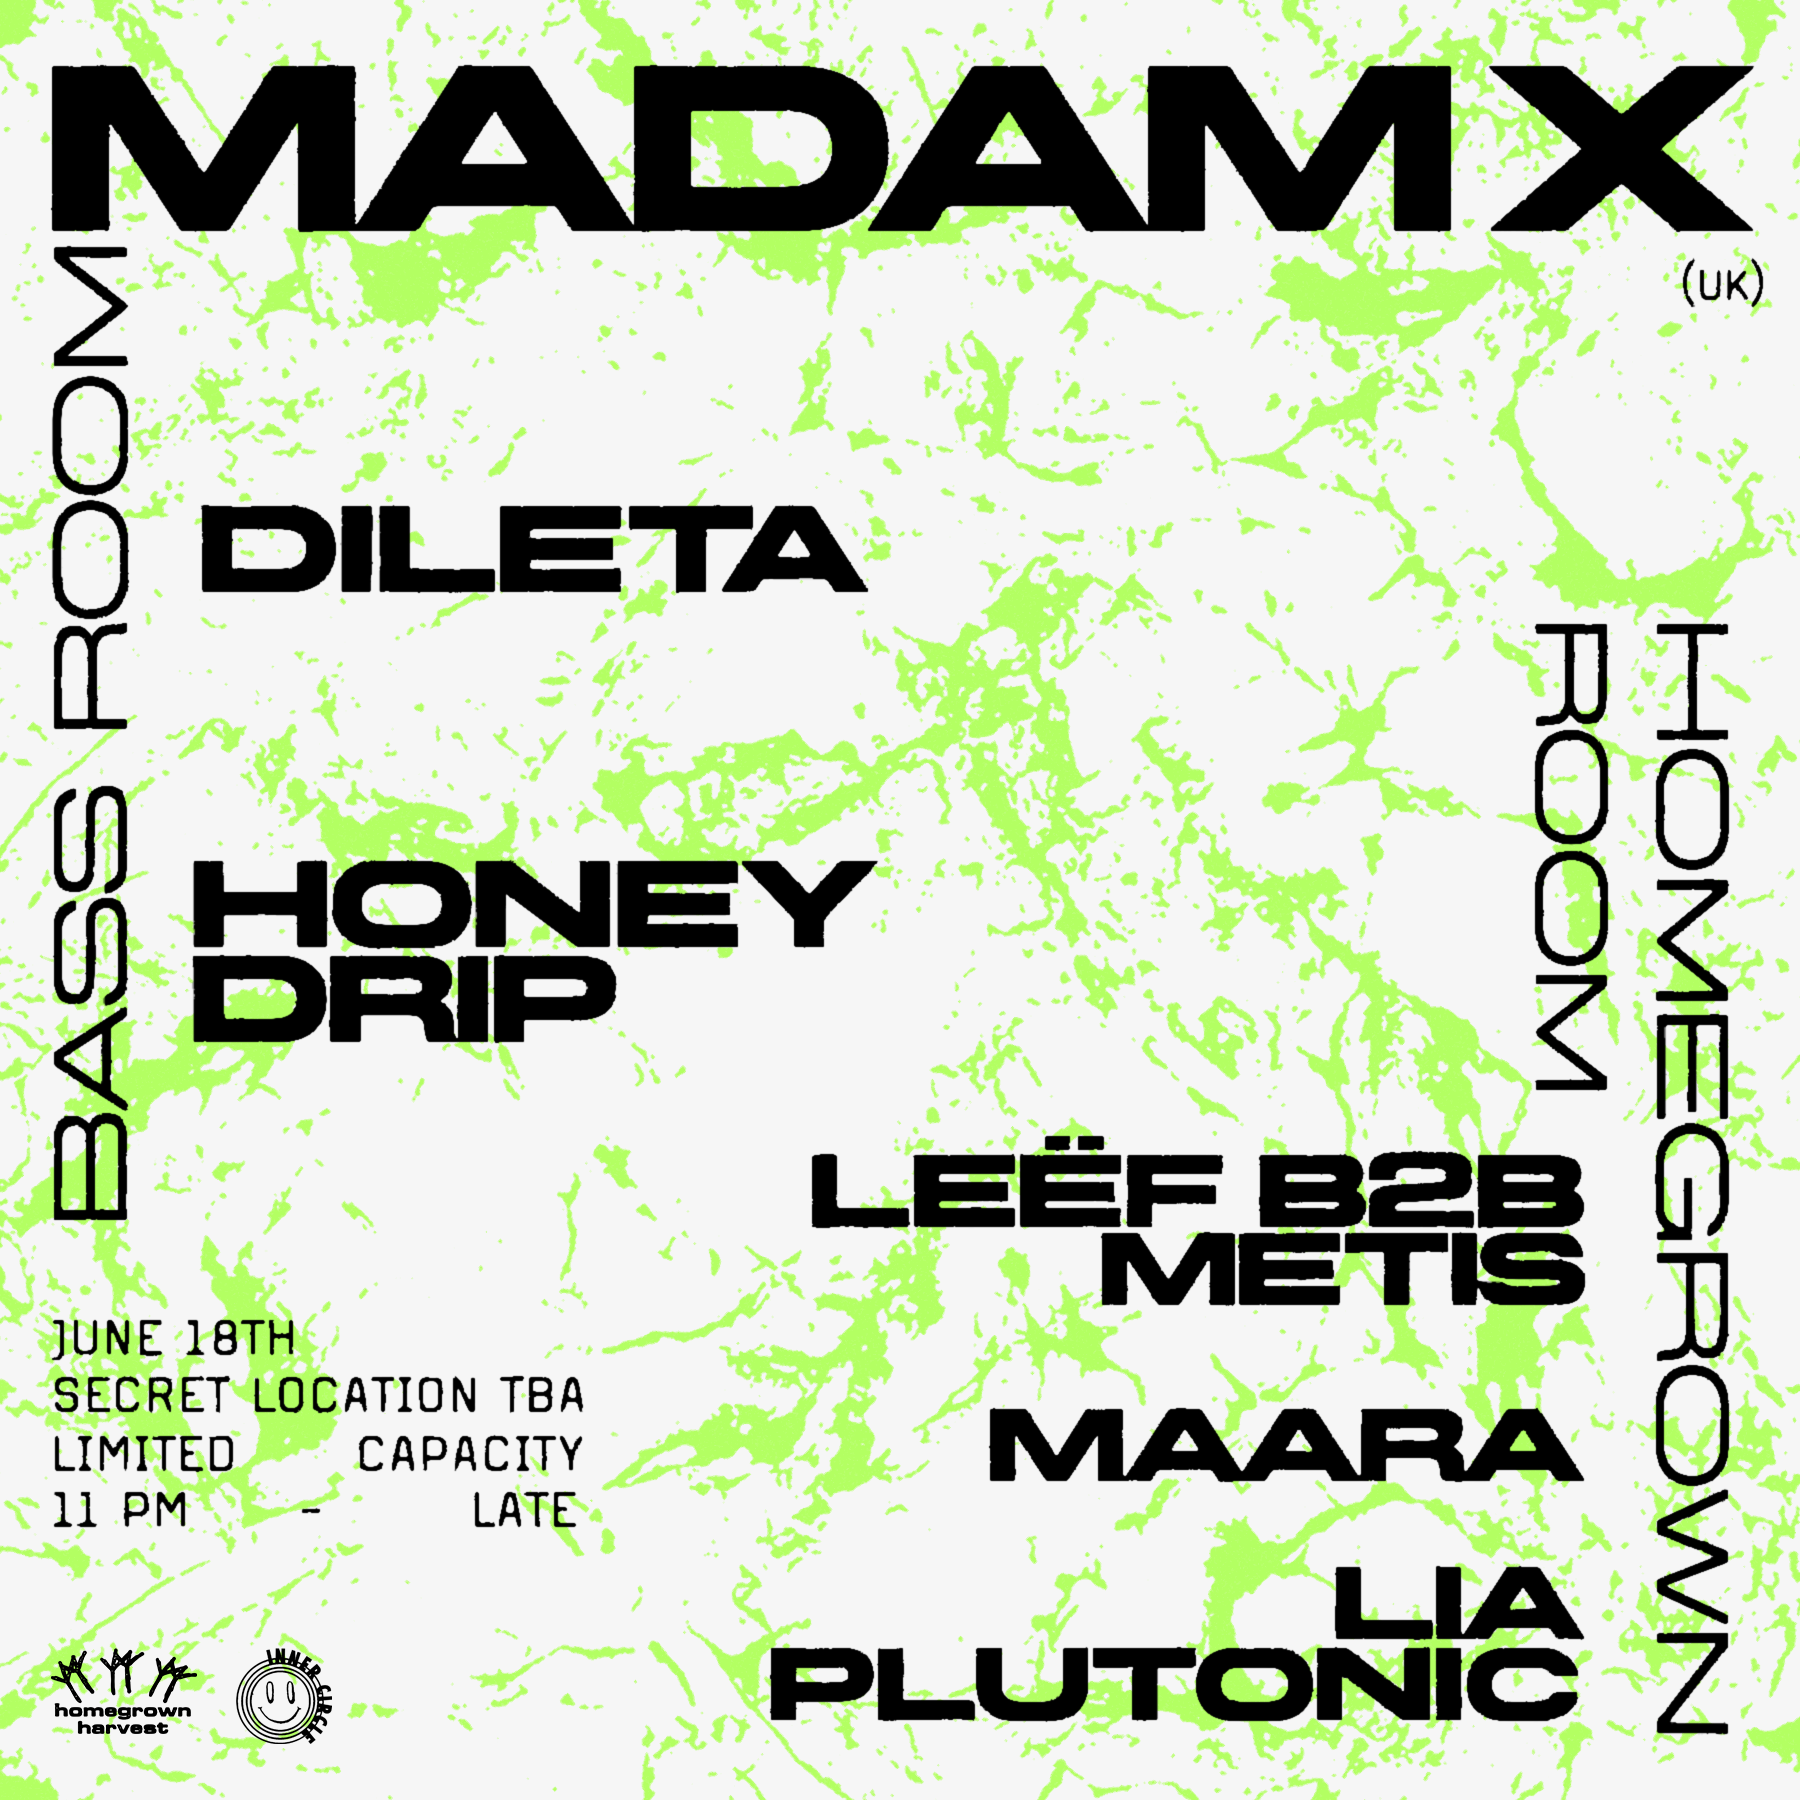 MADAM X
(UK)
BASS ROOM
DILETA
HONEY
DRIP
HOMEGROWN
ROOM
LEËF B2B
METIS
MAARA
LIA
PLUTONIC
JUNE 18TH
SECRET LOCATION TBA
LIMITED CAPACITY
11 PM - LATE
homegrown
harvest
INNER CIRCLE